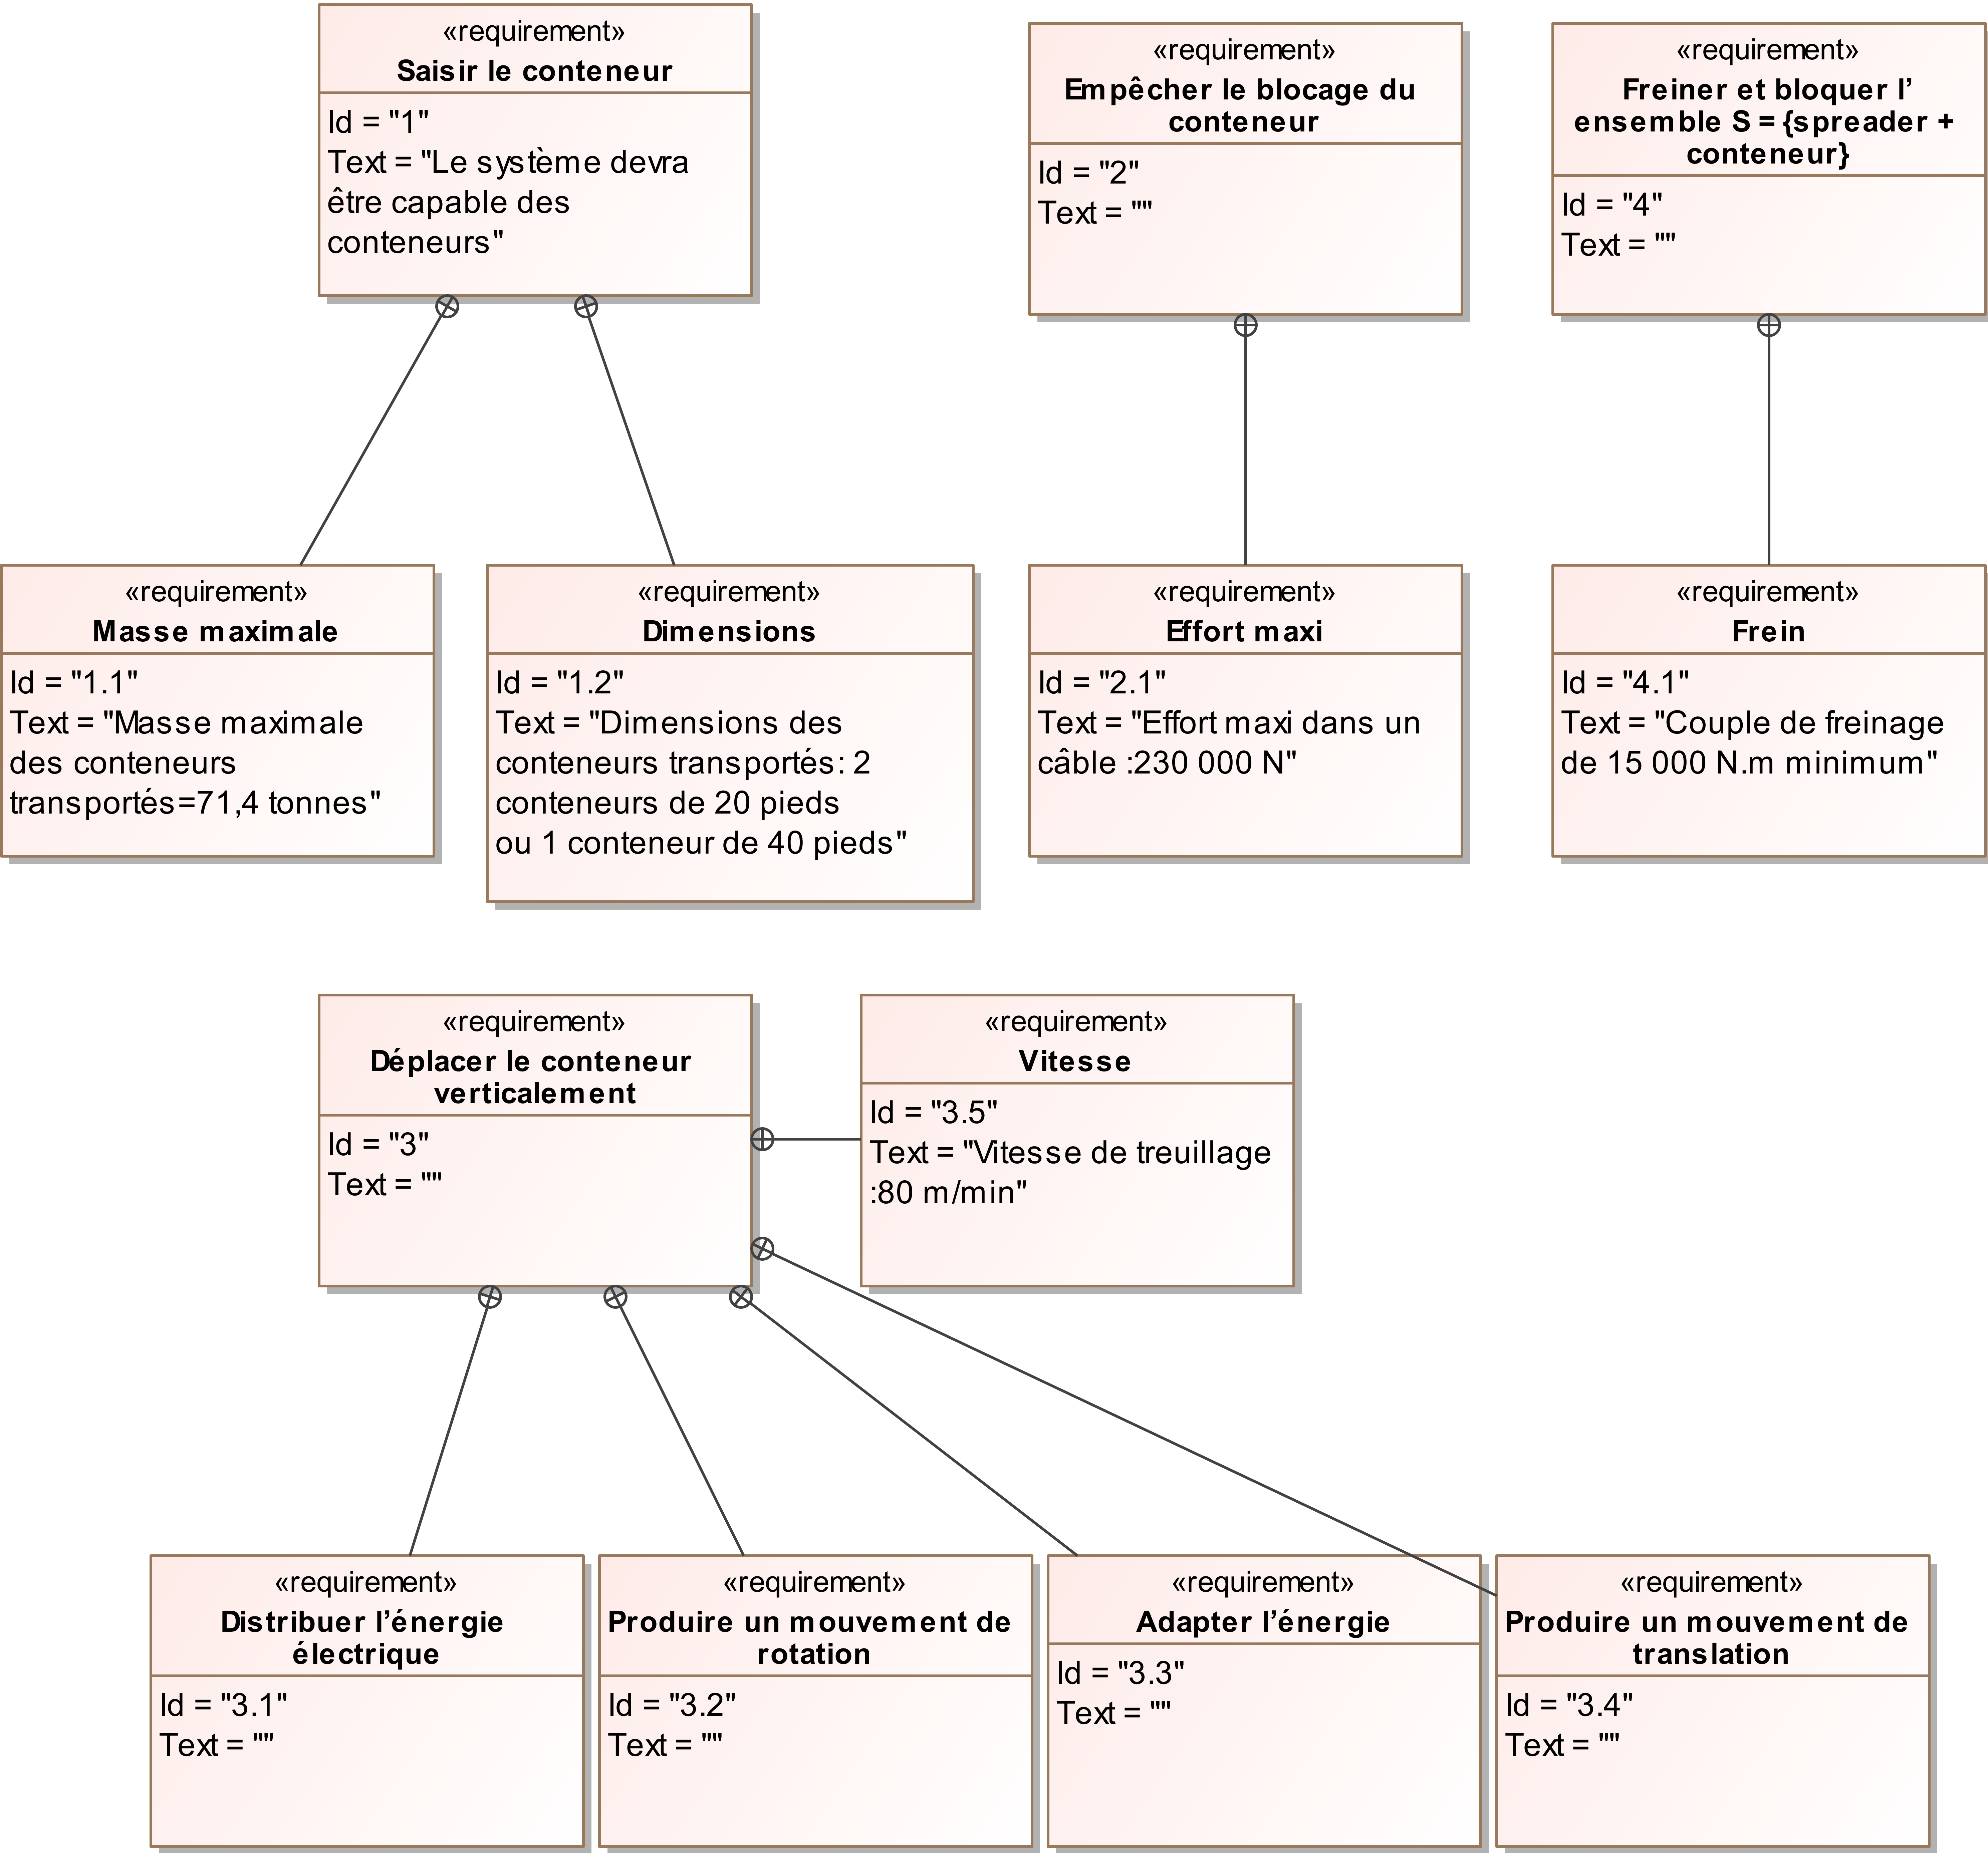 «requirement»
Saisir le conteneur
Id = "1"
Text = "Le système devra
être capable des
conteneurs"
«requirement»
Empêcher le blocage du
conteneur
Id = "2"
Text = ""
«requirement»
Freiner et bloquer l’
ensemble S = {spreader +
conteneur}
Id = "4"
Text = ""
«requirement»
Masse maximale
Id = "1.1"
Text = "Masse maximale
des conteneurs
transportés=71,4 tonnes"
«requirement»
Dimensions
Id = "1.2"
Text = "Dimensions des
conteneurs transportés: 2
conteneurs de 20 pieds
ou 1 conteneur de 40 pieds"
«requirement»
Effort maxi
Id = "2.1"
Text = "Effort maxi dans un
câble :230 000 N"
«requirement»
Frein
Id = "4.1"
Text = "Couple de freinage
de 15 000 N.m minimum"
«requirement»
Déplacer le conteneur
verticalement
Id = "3"
Text = ""
«requirement»
Vitesse
Id = "3.5"
Text = "Vitesse de treuillage
:80 m/min"
«requirement»
Distribuer l’énergie
électrique
Id = "3.1"
Text = ""
«requirement»
Produire un mouvement de
rotation
Id = "3.2"
Text = ""
«requirement»
Adapter l’énergie
Id = "3.3"
Text = ""
«requirement»
Produire un mouvement de
translation
Id = "3.4"
Text = ""